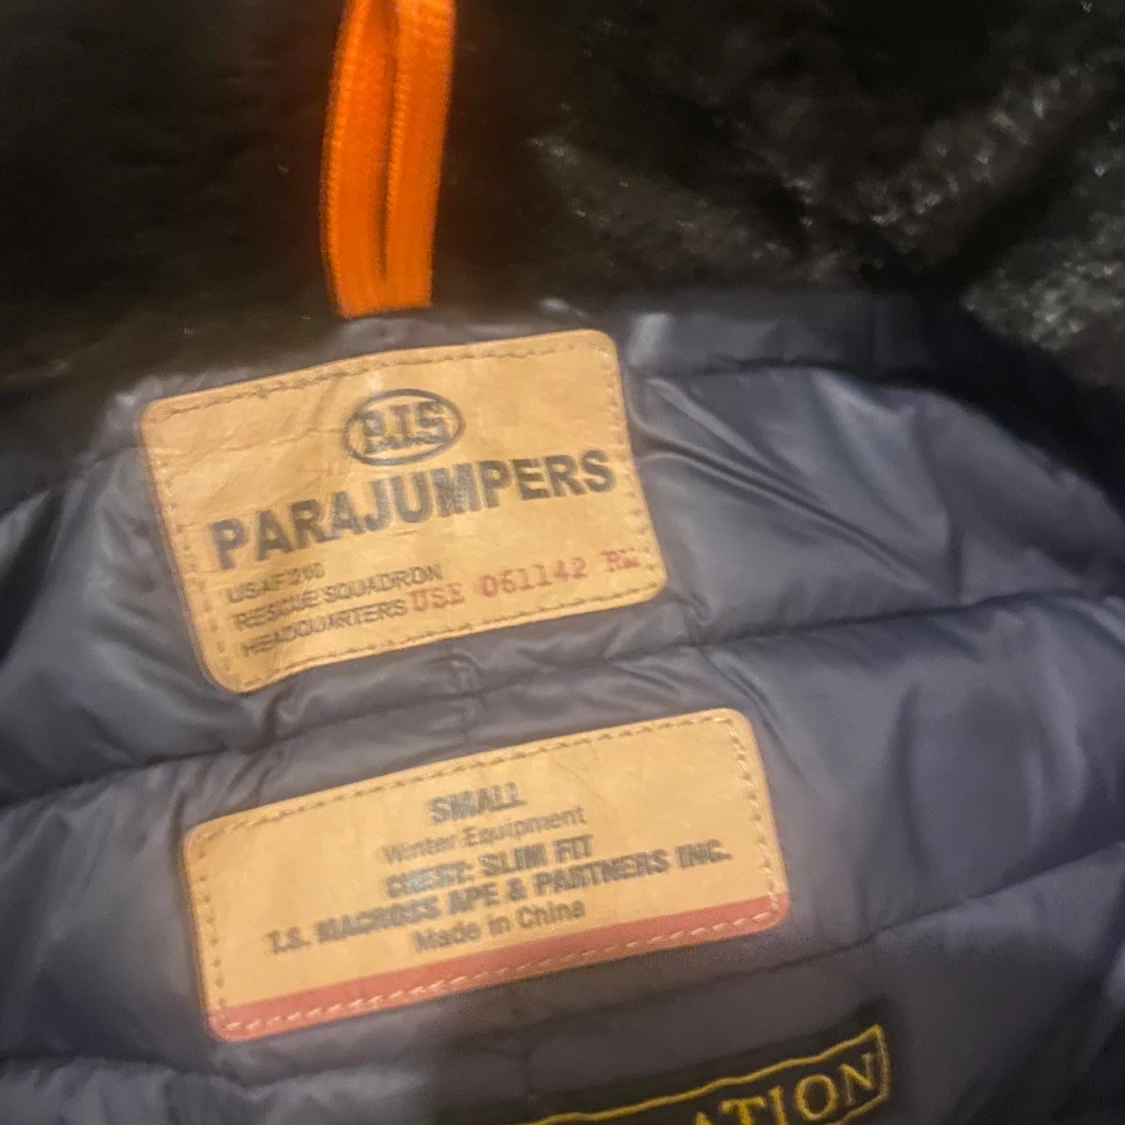 PJS
PARAJUMPERS
USAF 210
RESCUE SQUADRON
HEADQUARTERS USE 061142
SMALL
Winter Equipment
CHEST: SLIM FIT
T.S. MACROSS APE & PARTNERS INC.
Made in China
ATION